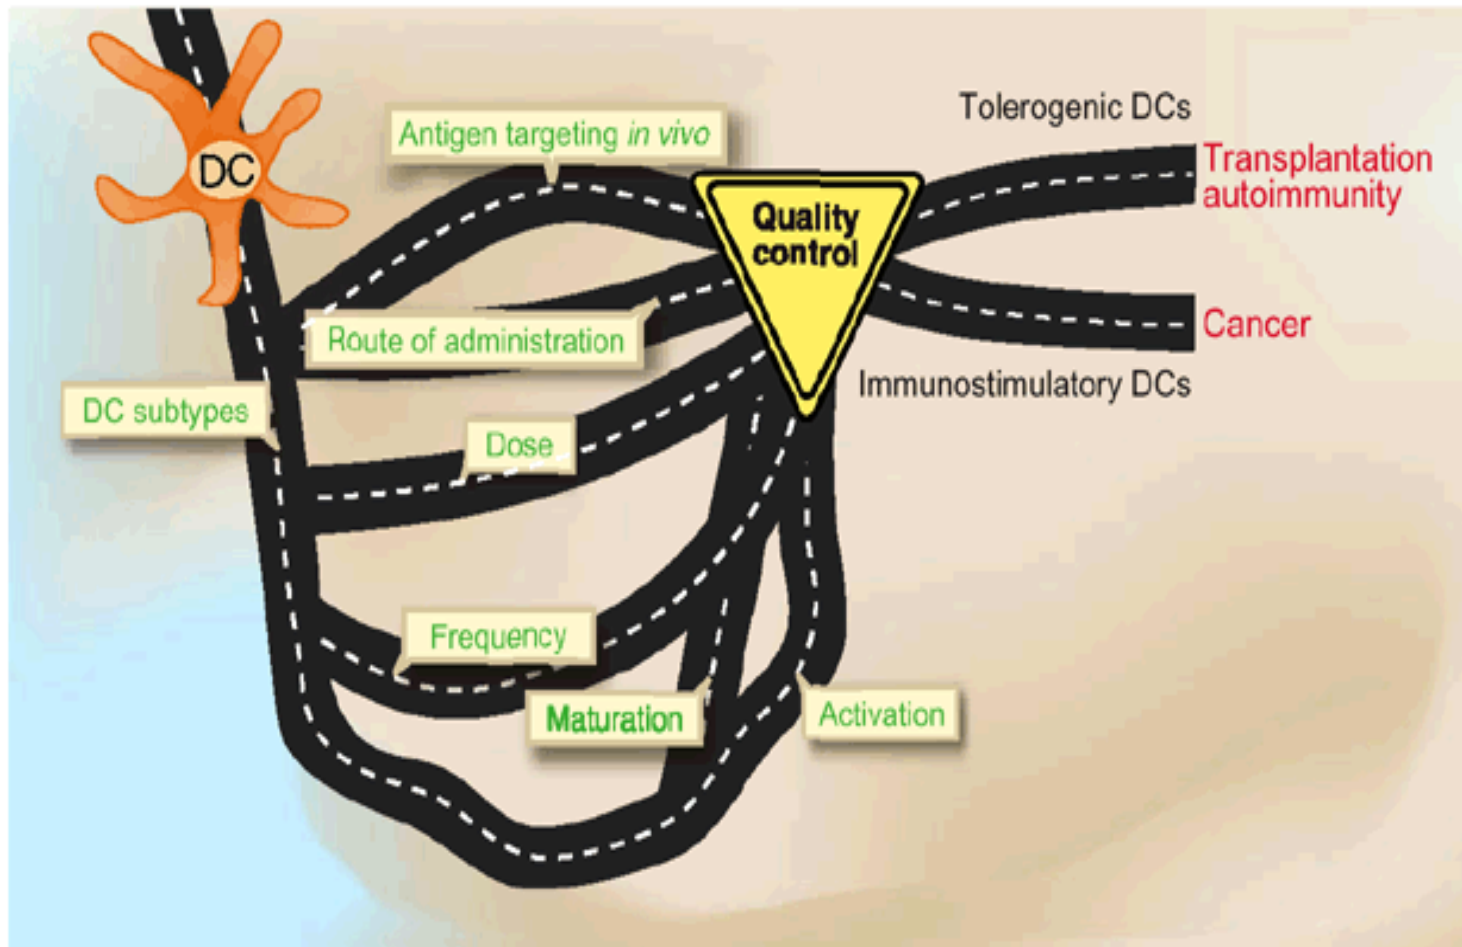 DC
Antigen targeting in vivo
Quality
control
Tolerogenic DCs
Transplantation
autoimmunity
Route of administration
Cancer
Immunostimulatory DCs
DC subtypes
Dose
Frequency
Maturation
Activation